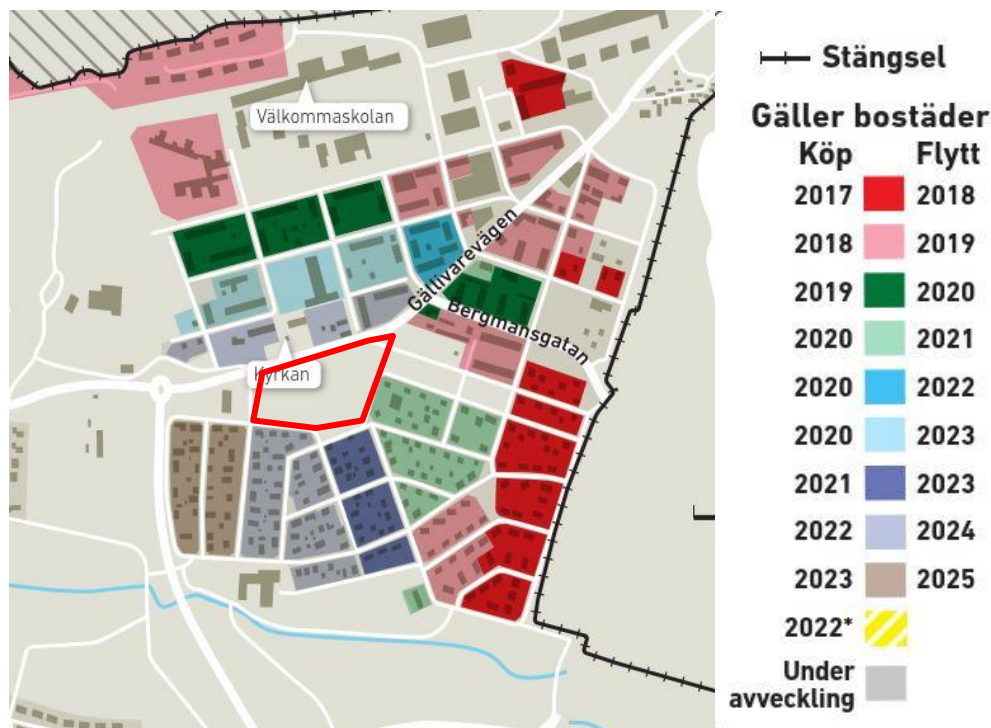 Välkommaskolan
Gällivarevägen
Bergmansgatan
Kyrkan
Stängsel
Gäller bostäder
Köp Flytt
2017 2018
2018 2019
2019 2020
2020 2021
2020 2022
2020 2023
2021 2023
2022 2024
2023 2025
2022*
Under
avveckling